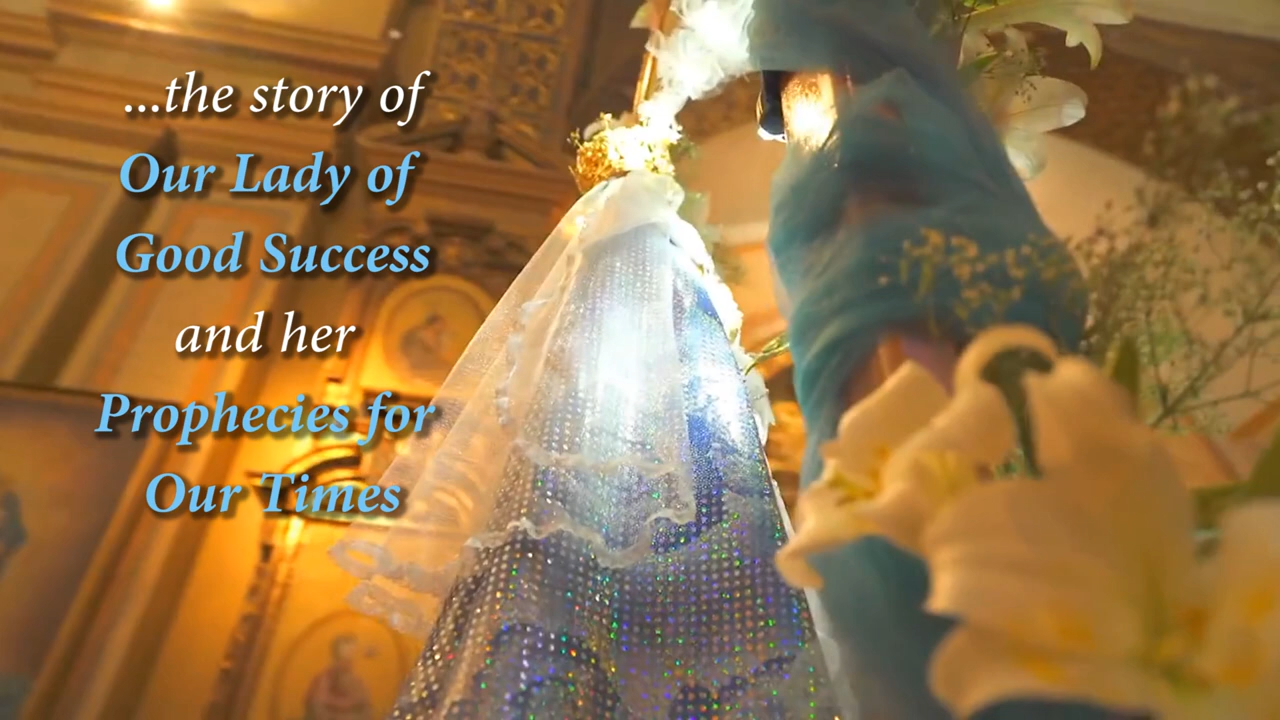 ...the story of
Our Lady of
Good Success
and her
Prophecies for
Our Times